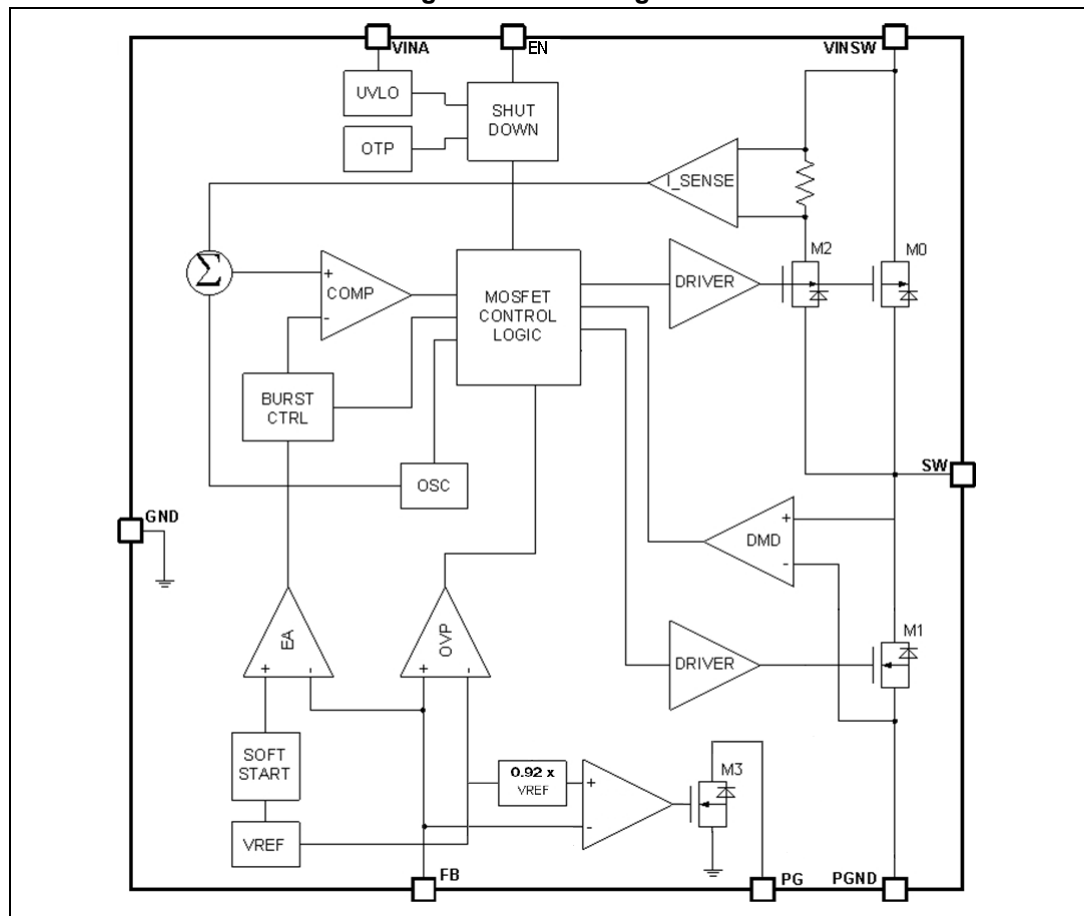 VINA
EN
VINSW
UVLO
SHUT
DOWN
OTP
I_SENSE
M2
M0
Σ
+
COMP
-
MOSFET
CONTROL
LOGIC
DRIVER
BURST
CTRL
OSC
SW
GND
+
DMD
-
EA
+
-
OVP
+
-
DRIVER
M1
SOFT
START
VREF
0.92 x
VREF
+
-
M3
FB
PG
PGND